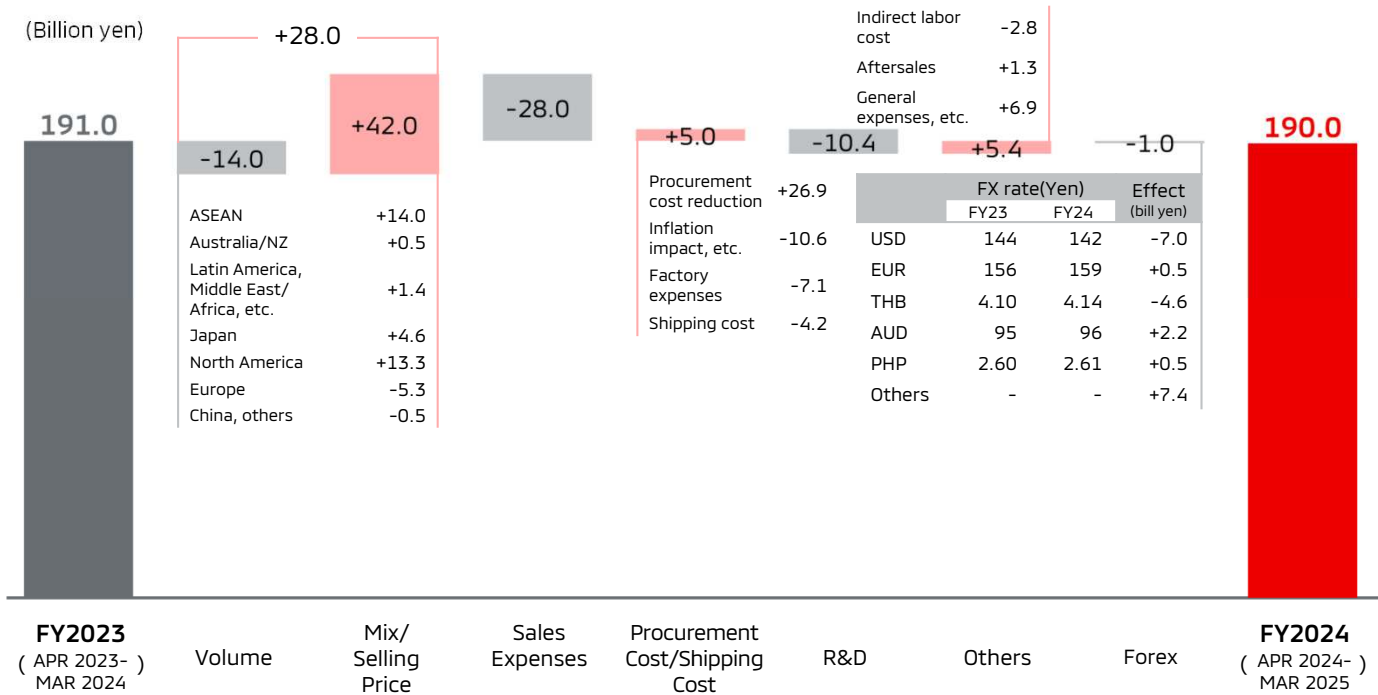 (Billion yen)
+28.0
191.0
-14.0
+42.0
-28.0
+5.0
-10.4
+5.4
-1.0
190.0
Indirect labor
cost
-2.8
Aftersales
+1.3
General
expenses, etc.
+6.9
ASEAN
+14.0
Australia/NZ
+0.5
Latin America,
Middle East/
Africa, etc.
+1.4
Japan
+4.6
North America
+13.3
Europe
-5.3
China, others
-0.5
Procurement
cost reduction
+26.9
Inflation
impact, etc.
-10.6
Factory
expenses
-7.1
Shipping cost
-4.2
FX rate(Yen) Effect
FY23 FY24 (bill yen)
USD 144 142 -7.0
EUR 156 159 +0.5
THB 4.10 4.14 -4.6
AUD 95 96 +2.2
PHP 2.60 2.61 +0.5
Others - - +7.4
FY2023
( APR 2023- )
MAR 2024
Volume
Mix/
Selling
Price
Sales
Expenses
Procurement
Cost/Shipping
Cost
R&D
Others
Forex
FY2024
( APR 2024- )
MAR 2025